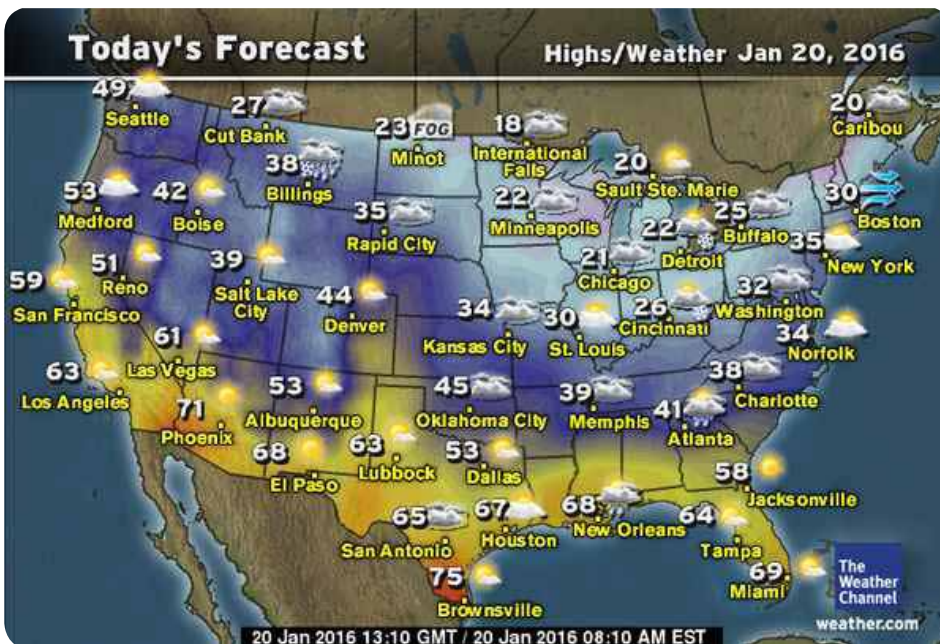 Today's Forecast
Highs/Weather Jan 20, 2016
49
Seattle
27
Cut Bank
23 FOG
Minot
18
International
Falls
20
Caribou
38
Billings
20
Sault Ste. Marie
53
Medford
42
Boise
35
Rapid City
22
Minneapolis
22
Detroit
25
Buffalo
30
Boston
59
San Francisco
51
Reno
39
Salt Lake
City
44
Denver
21
Chicago
35
New York
34
Kansas City
30
St. Louis
26
Cincinnati
32
Washington
34
Norfolk
61
Las Vegas
63
Los Angeles
71
Phoenix
53
Albuquerque
45
Oklahoma City
39
Memphis
38
Charlotte
41
Atlanta
68
El Paso
63
Lubbock
53
Dallas
58
Jacksonville
65
San Antonio
67
Houston
68
New Orleans
64
Tampa
69
Miami
75
Brownsville
The
Weather
Channel
weather.com
20 Jan 2016 13:10 GMT / 20 Jan 2016 08:10 AM EST